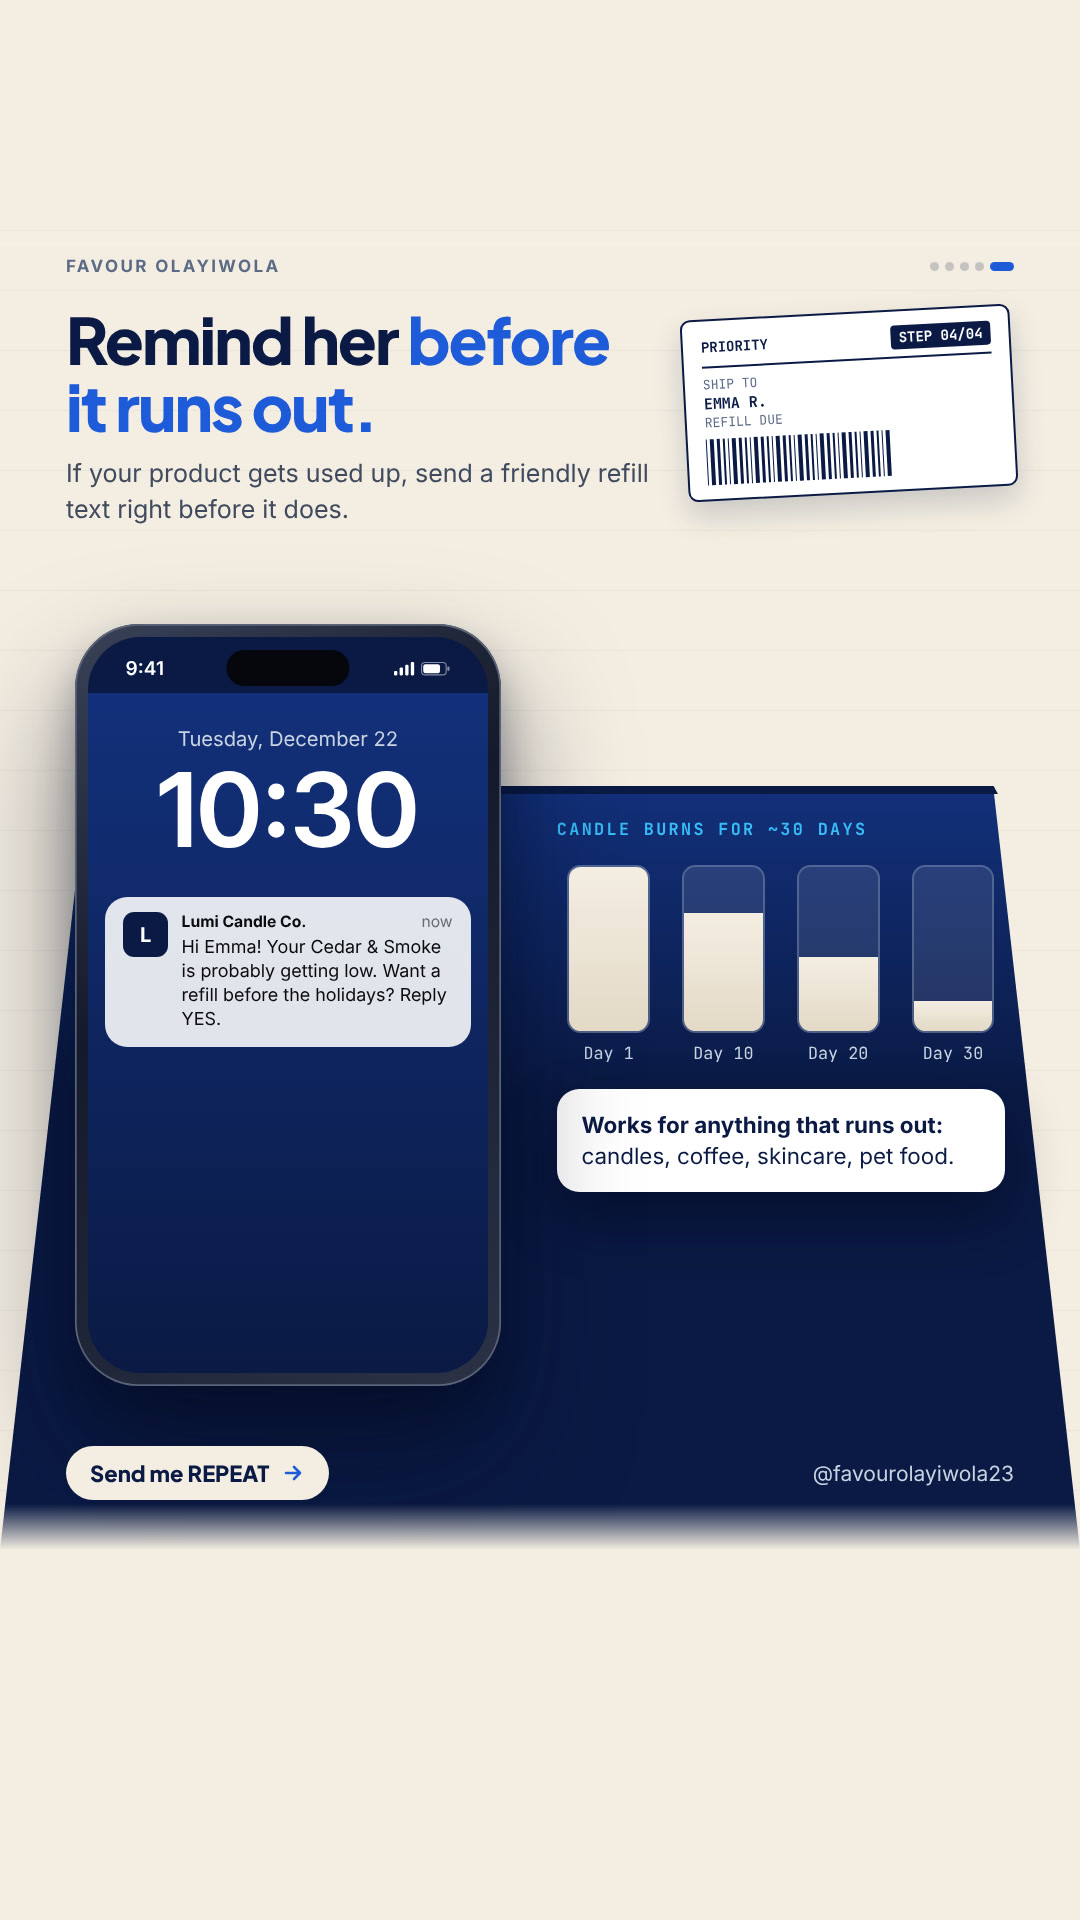 FAVOUR OLAYIWOLA
Remind her before
it runs out.
If your product gets used up, send a friendly refill
text right before it does.
PRIORITY
STEP 04/04
SHIP TO
EMMA R.
REFILL DUE
9:41
Tuesday, December 22
10:30
L
Lumi Candle Co.
now
Hi Emma! Your Cedar & Smoke
is probably getting low. Want a
refill before the holidays? Reply
YES.
CANDLE BURNS FOR ~30 DAYS
Day 1
Day 10
Day 20
Day 30
Works for anything that runs out:
candles, coffee, skincare, pet food.
Send me REPEAT →
@favourolayiwola23